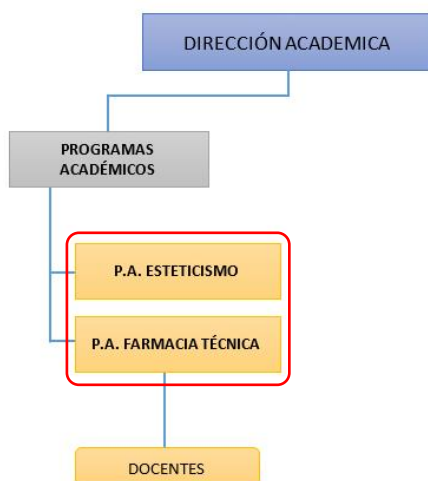 DIRECCIÓN ACADEMICA
PROGRAMAS
ACADÉMICOS
P.A. ESTETICISMO
P.A. FARMACIA TÉCNICA
DOCENTES